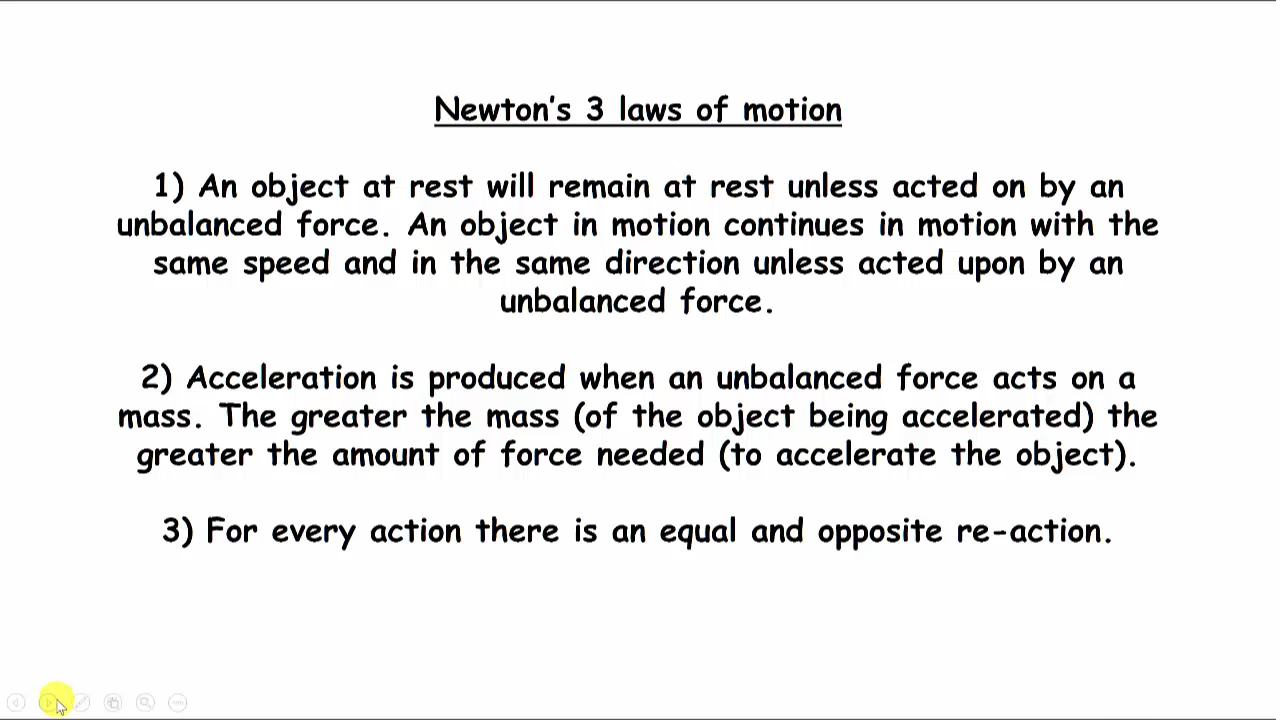 Newton's 3 laws of motion
1) An object at rest will remain at rest unless acted on by an
unbalanced force. An object in motion continues in motion with the
same speed and in the same direction unless acted upon by an
unbalanced force.
2) Acceleration is produced when an unbalanced force acts on a
mass. The greater the mass (of the object being accelerated) the
greater the amount of force needed (to accelerate the object).
3) For every action there is an equal and opposite re-action.